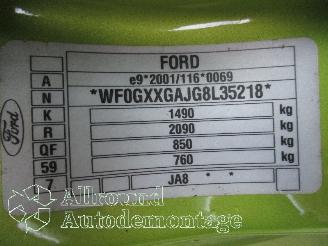 FORD
A e9*2001/116*0069
N *WF0GXXGAJG8L35218*
K 1490 kg
R 2090 kg
QF 850 kg
59 760 kg
7 JA8 * *
Ford
Allround
Autodemontage